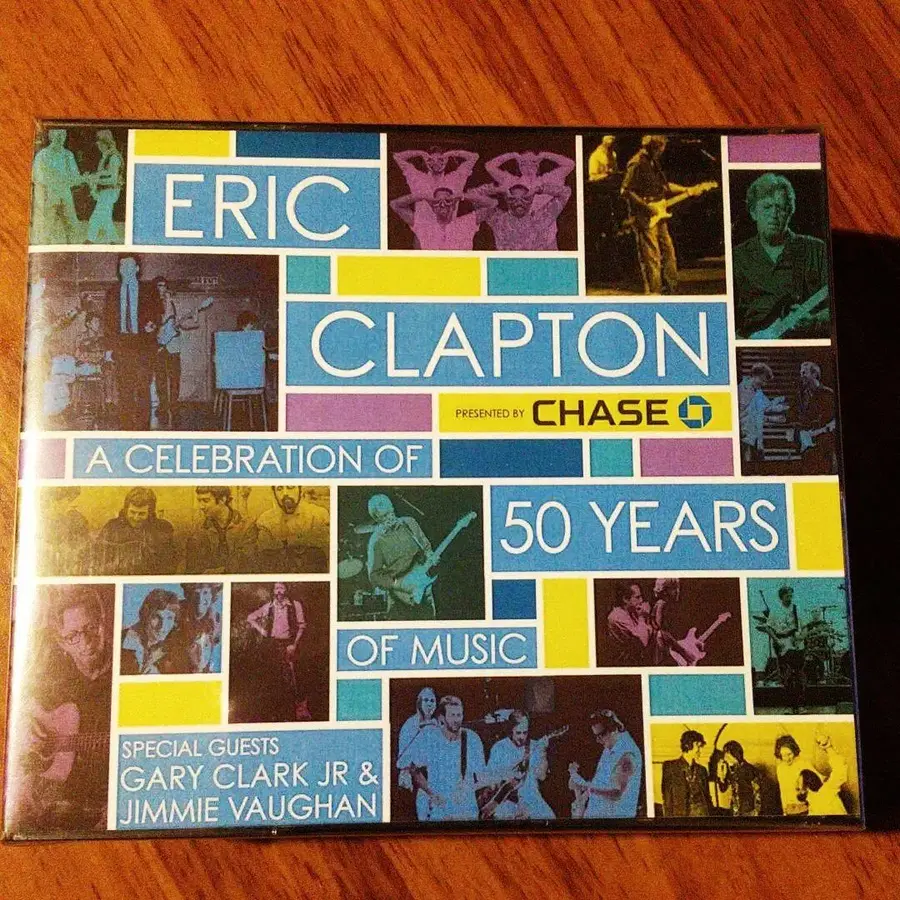 ERIC
CLAPTON
PRESENTED BY CHASE
A CELEBRATION OF
50 YEARS
OF MUSIC
SPECIAL GUESTS
GARY CLARK JR &
JIMMIE VAUGHAN